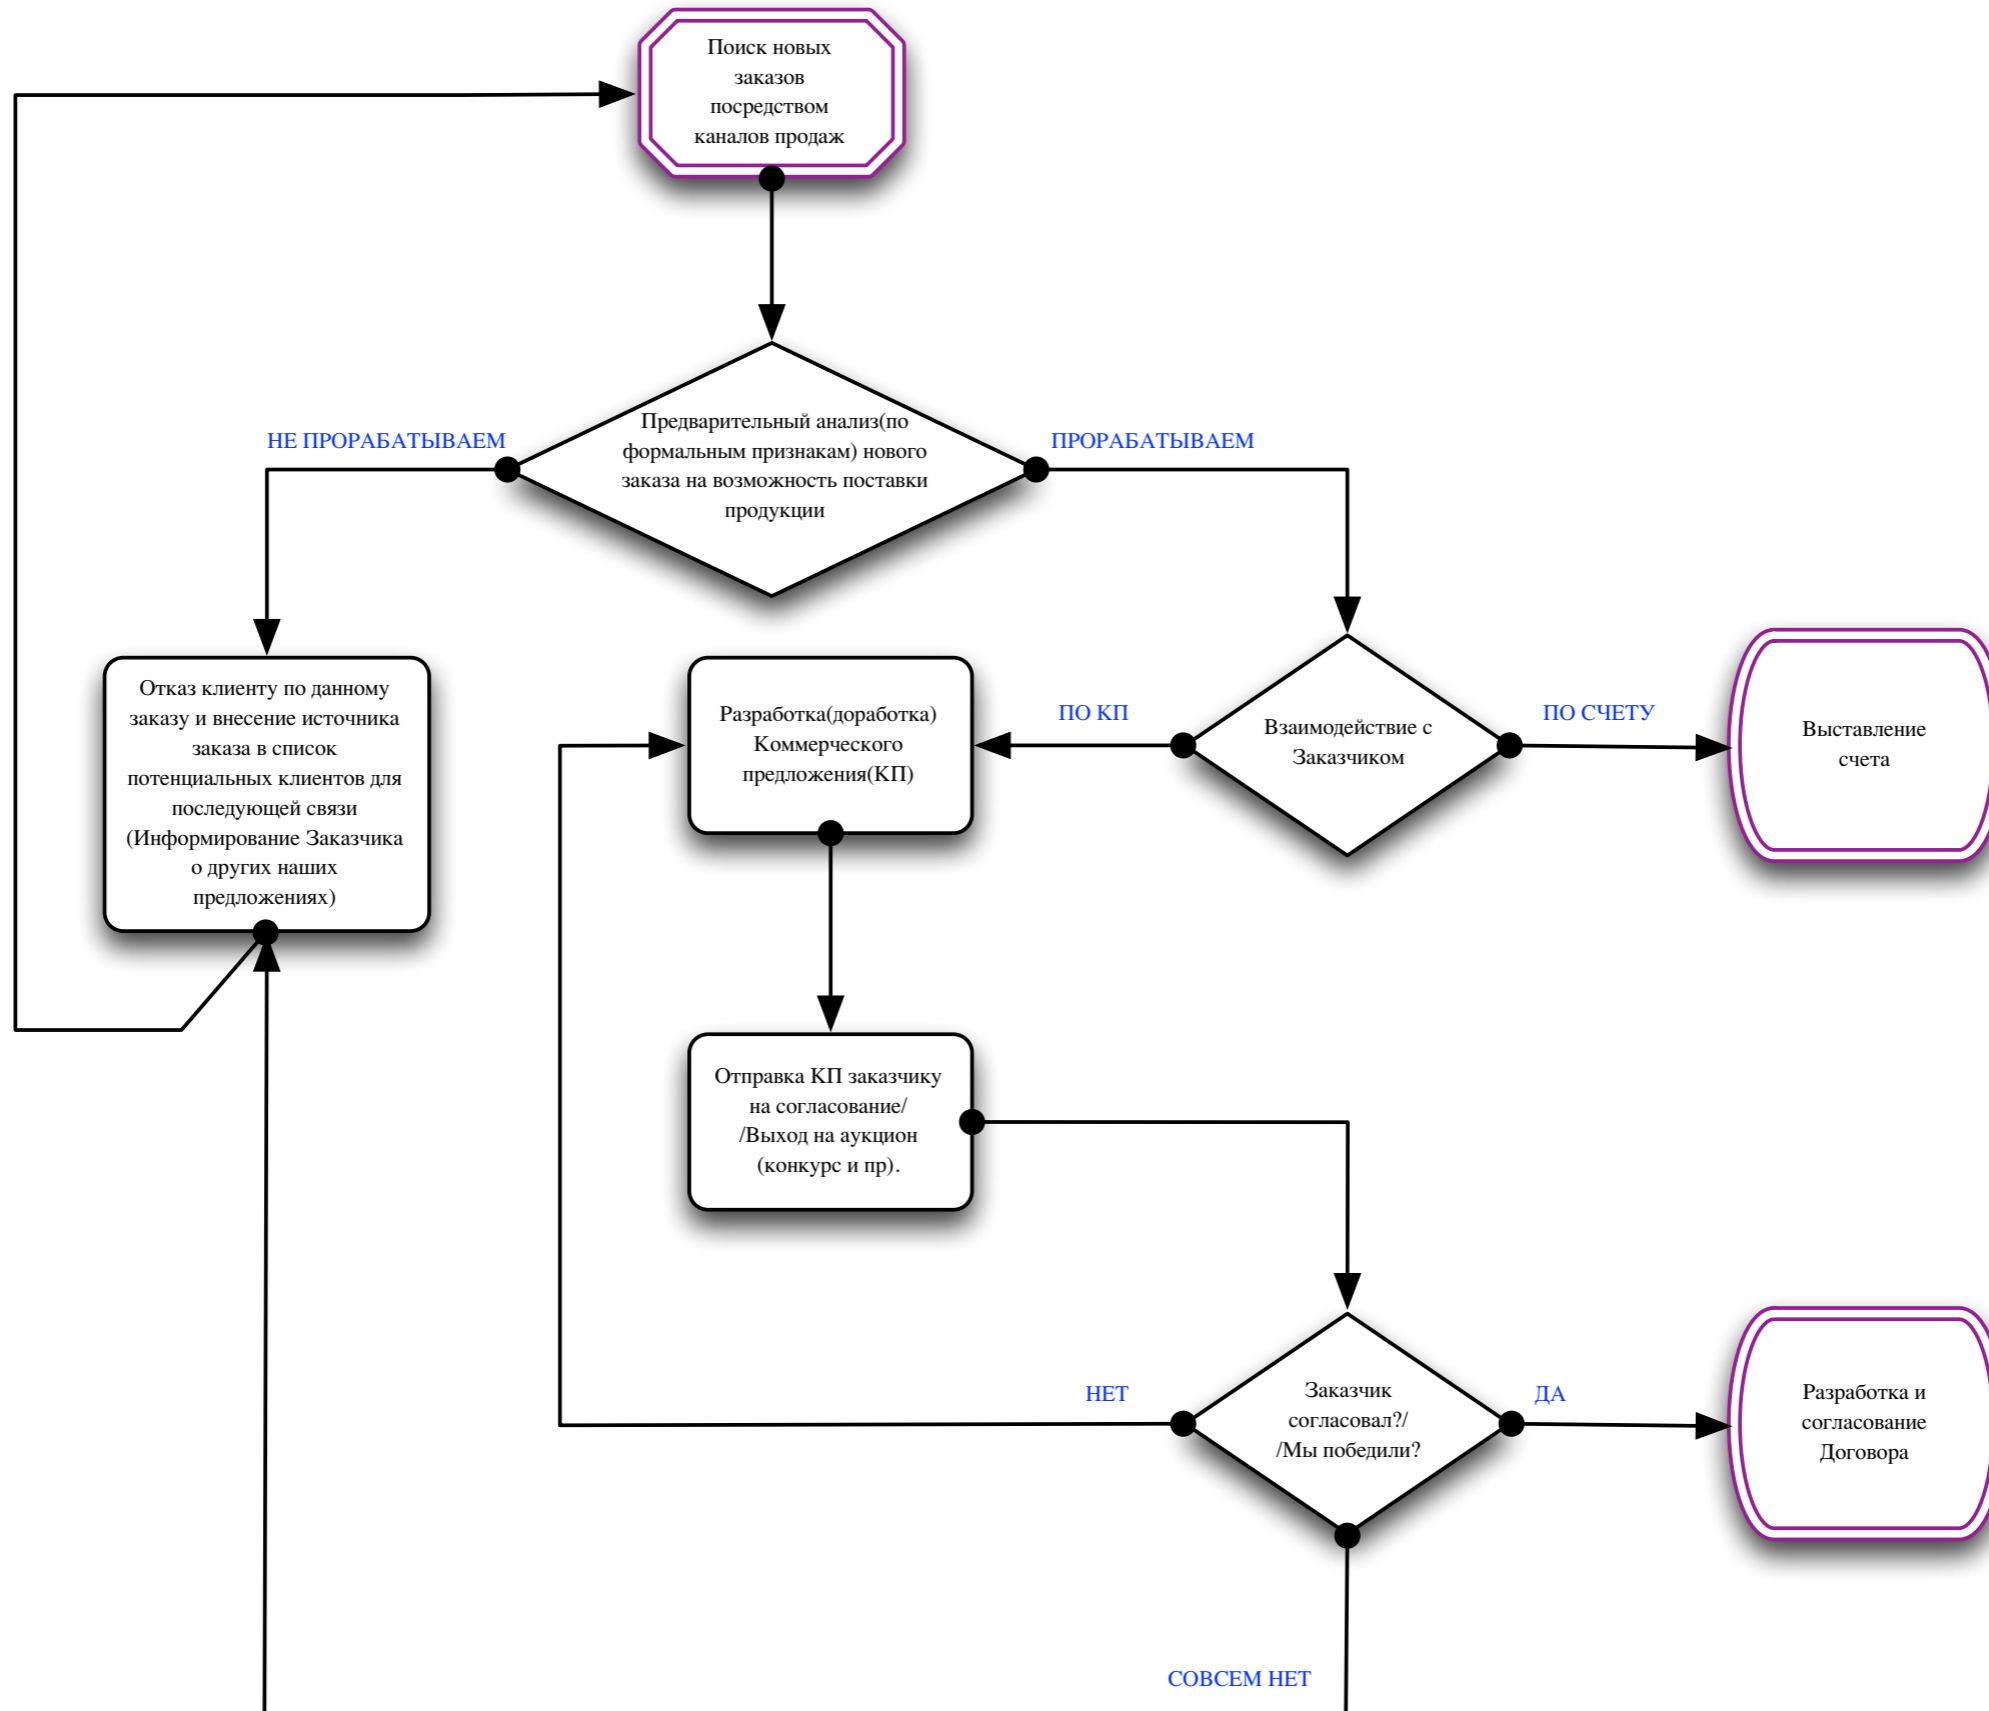 Поиск новых
заказов
посредством
каналов продаж
Предварительный анализ(по
формальным признакам) нового
заказа на возможность поставки
продукции
НЕ ПРОРАБАТЫВАЕМ
ПРОРАБАТЫВАЕМ
Отказ клиенту по данному
заказу и внесение источника
заказа в список
потенциальных клиентов для
последующей связи
(Информирование Заказчика
о других наших
предложениях)
Разработка(доработка)
Коммерческого
предложения(КП)
ПО КП
Взаимодействие с
Заказчиком
ПО СЧЕТУ
Выставление
счета
Отправка КП заказчику
на согласование/
/Выход на аукцион
(конкурс и пр).
НЕТ
Заказчик
согласовал?/
/Мы победили?
ДА
Разработка и
согласование
Договора
СОВСЕМ НЕТ